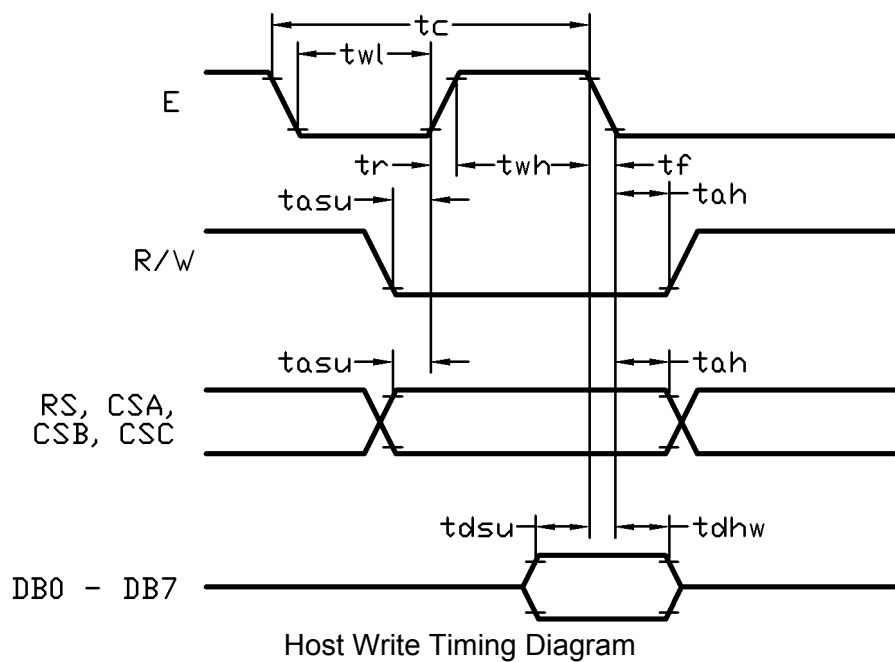 tc
twl
E
tr
twh
tf
tasu
tah
R/W
tasu
tah
RS, CSA,
CSB, CSC
tdsu
tdhw
DB0 - DB7
Host Write Timing Diagram